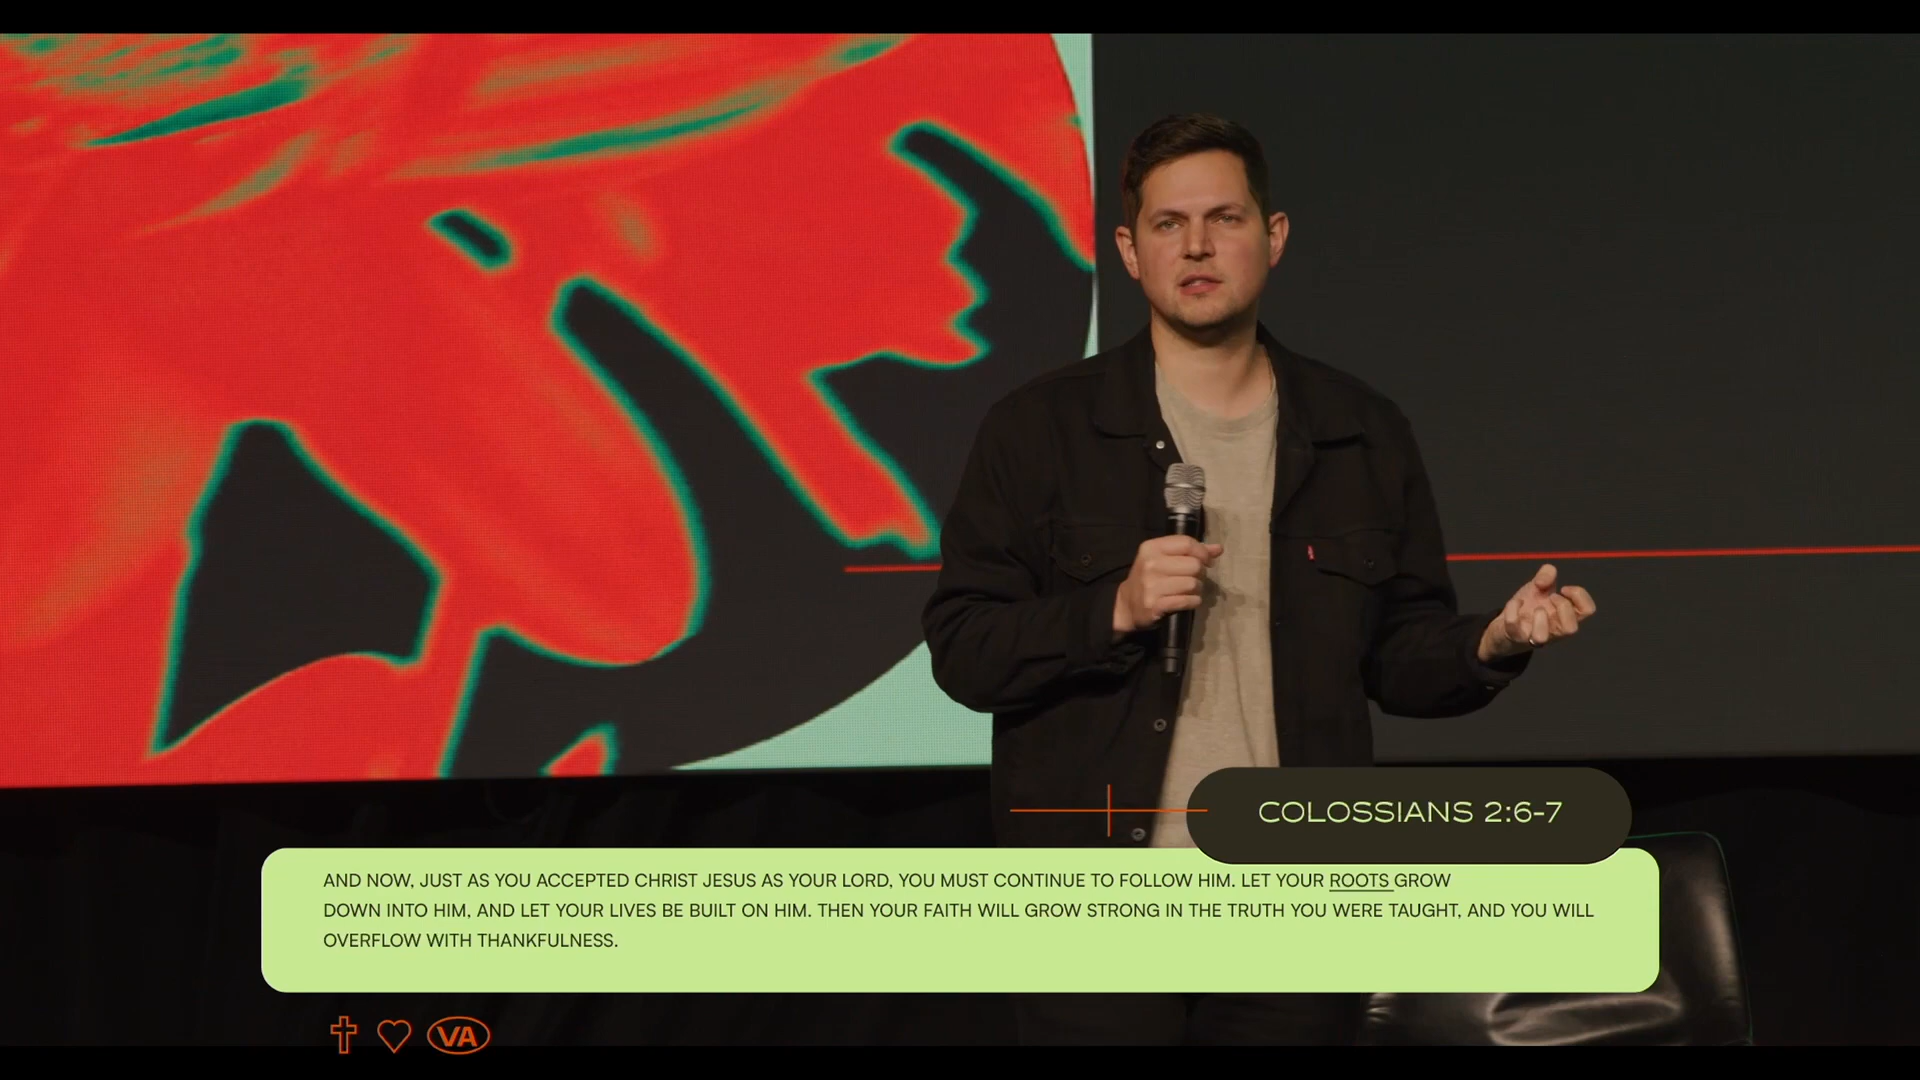 COLOSSIANS 2:6-7
AND NOW, JUST AS YOU ACCEPTED CHRIST JESUS AS YOUR LORD, YOU MUST CONTINUE TO FOLLOW HIM. LET YOUR ROOTS GROW
DOWN INTO HIM, AND LET YOUR LIVES BE BUILT ON HIM. THEN YOUR FAITH WILL GROW STRONG IN THE TRUTH YOU WERE TAUGHT, AND YOU WILL
OVERFLOW WITH THANKFULNESS.
VA